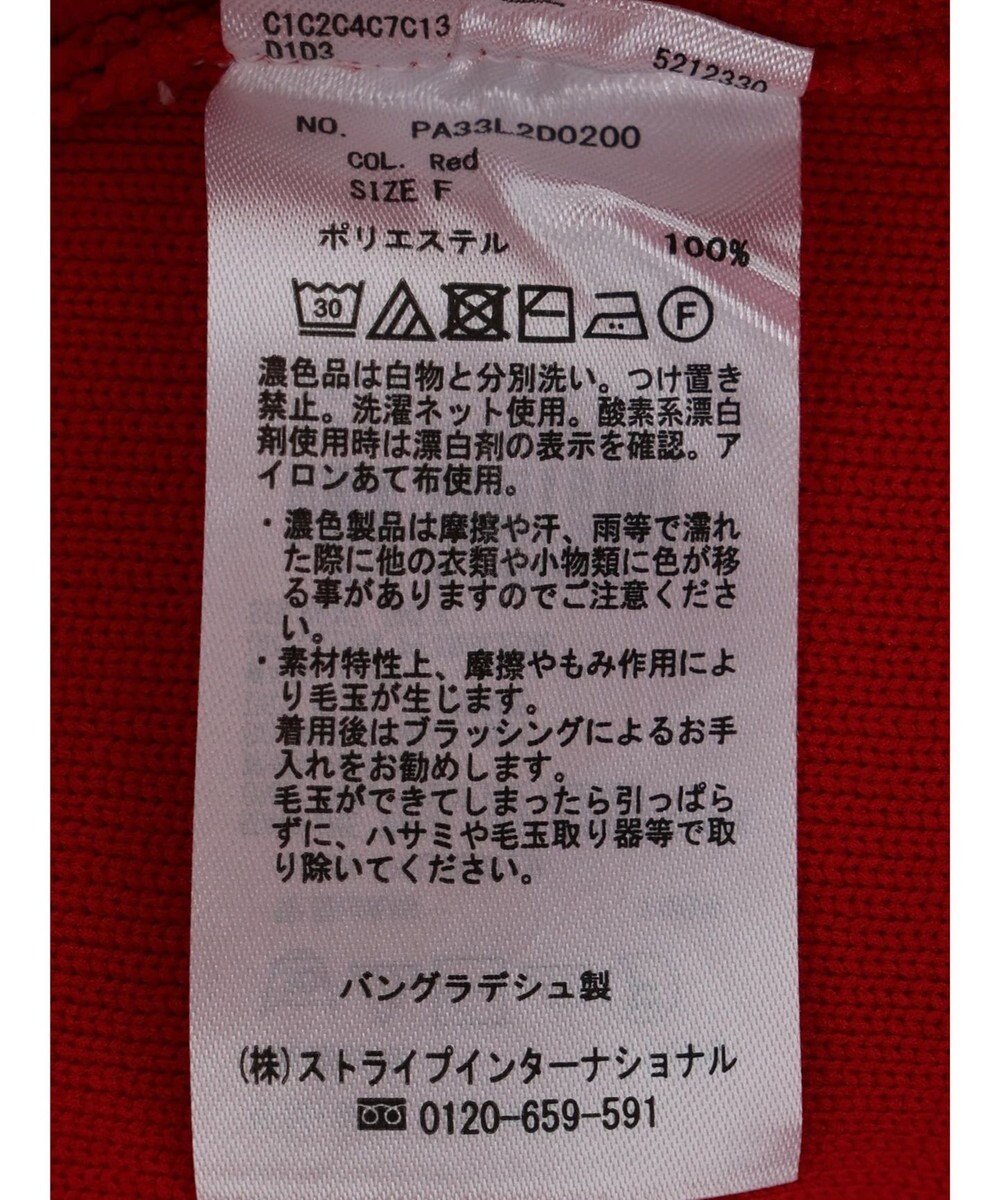 C1C2C4C7C13
D1D3
5212330
NO. PA33L2D0200
COL. Red
SIZE F
ポリエステル 100%
30
F
濃色品は白物と分別洗い。つけ置き
禁止。洗濯ネット使用。酸素系漂白
剤使用時は漂白剤の表示を確認。ア
イロンあて布使用。
・濃色製品は摩擦や汗、雨等で濡れ
た際に他の衣類や小物類に色が移
る事がありますのでご注意くださ
い。
・素材特性上、摩擦やもみ作用によ
り毛玉が生じます。
着用後はブラッシングによるお手
入れをお勧めします。
毛玉ができてしまったら引っぱら
ずに、ハサミや毛玉取り器等で取
り除いてください。
バングラデシュ製
(株)ストライプインターナショナル
0120-659-591